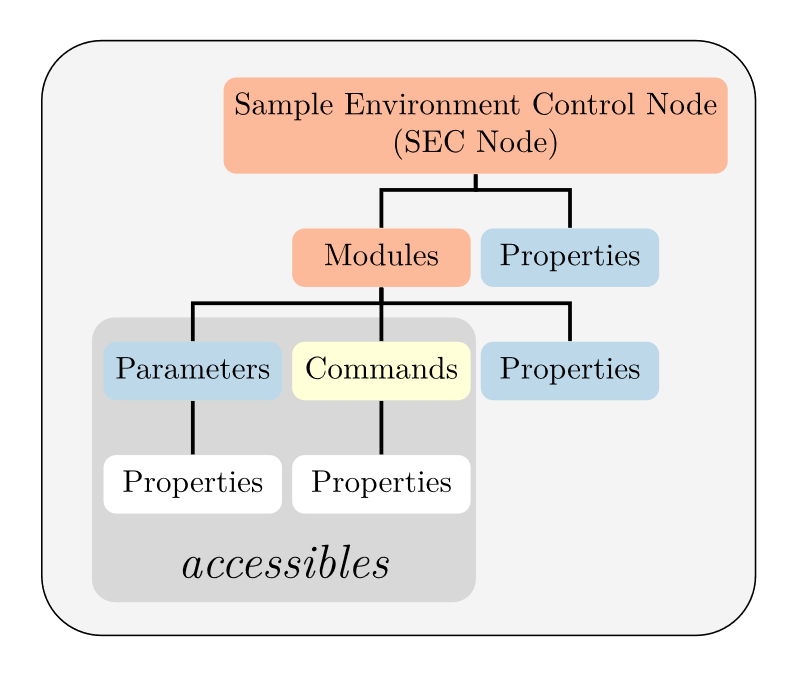 Sample Environment Control Node
(SEC Node)
Modules
Properties
Parameters
Commands
Properties
Properties
Properties
accessibles